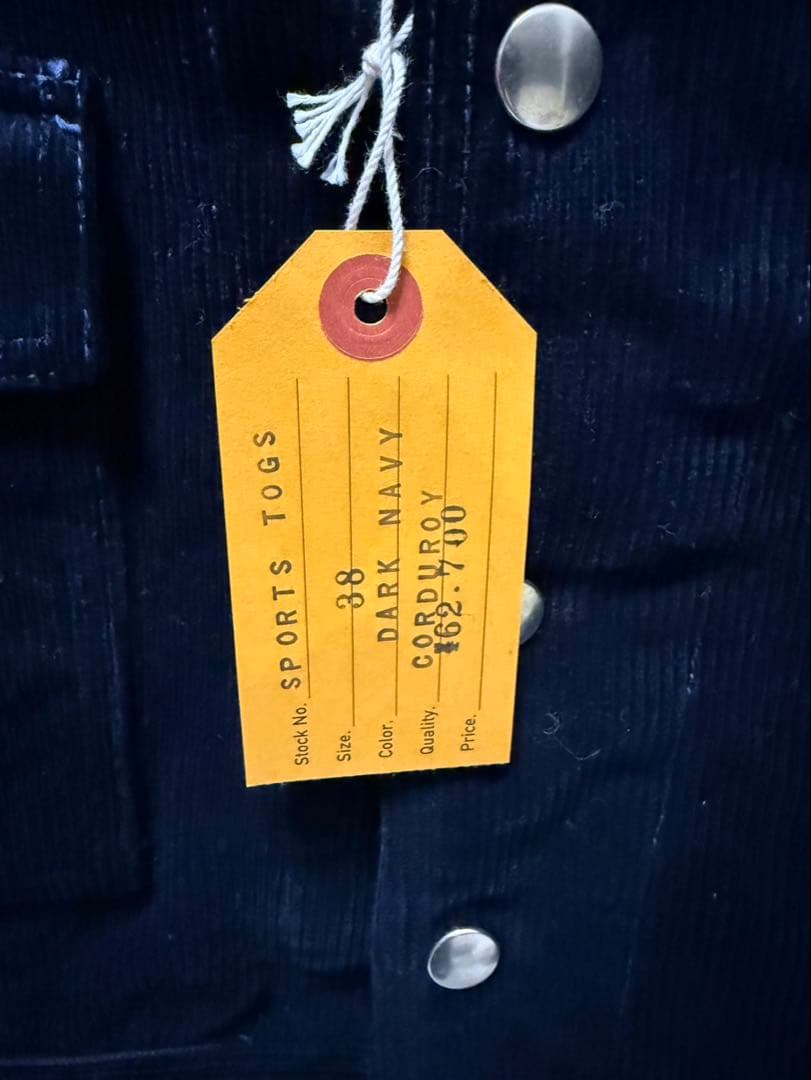 Stock No. SPORTS TOGS
Size. 38
Color. DARK NAVY
Quality. CORDUROY
Price. ¥62.700